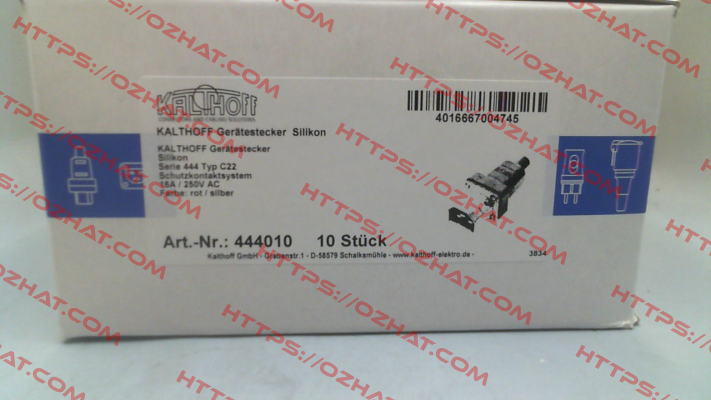 KALTHOFF
KALTHOFF Gerätestecker Silikon
KALTHOFF Gerätestecker
Silikon
Serie 444 Typ C22
Schutzkontaktsystem
16A / 250V AC
Farbe: rot / silber
4016667004745
Art.-Nr.: 444010 10 Stück
Kalthoff GmbH - Grabenstr.1 - D-58579 Schalksmühle - www.kalthoff-elektro.de -
3834
HTTPS://OZHAT.COM
HTTPS://OZHAT.COM
HTTPS://OZHAT.COM
HTTPS://OZHAT.COM
HTTPS://OZHAT.COM
HTTPS://OZHAT.COM
HTTPS://OZHAT.COM
HTTPS://OZHAT.COM